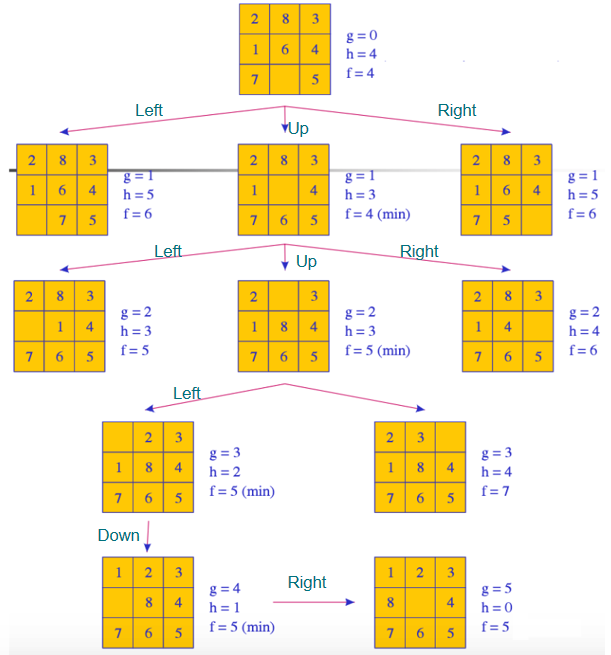 2 8 3
1 6 4
7 5
g = 0
h = 4
f = 4
Left
Up
Right
2 8 3
1 6 4
7 5
g = 1
h = 5
f = 6
2 8 3
1 4
7 6 5
g = 1
h = 3
f = 4 (min)
2 8 3
1 6 4
7 5
g = 1
h = 5
f = 6
Left
Up
Right
2 8 3
1 4
7 6 5
g = 2
h = 3
f = 5
2 3
1 8 4
7 6 5
g = 2
h = 3
f = 5 (min)
2 8 3
1 4
7 6 5
g = 2
h = 4
f = 6
Left
2 3
1 8 4
7 6 5
g = 3
h = 2
f = 5 (min)
2 3
1 8 4
7 6 5
g = 3
h = 4
f = 7
Down
1 2 3
8 4
7 6 5
g = 4
h = 1
f = 5 (min)
Right
1 2 3
8 4
7 6 5
g = 5
h = 0
f = 5